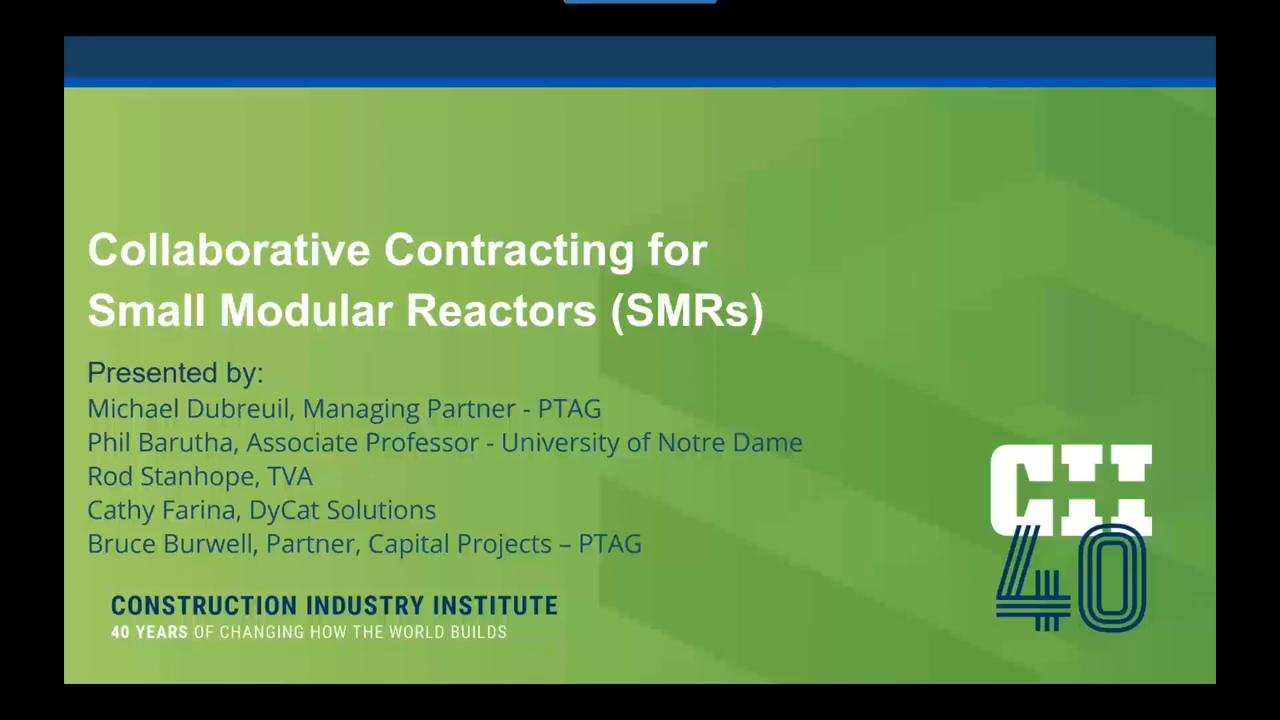 Collaborative Contracting for
Small Modular Reactors (SMRs)
Presented by:
Michael Dubreuil, Managing Partner - PTAG
Phil Barutha, Associate Professor - University of Notre Dame
Rod Stanhope, TVA
Cathy Farina, DyCat Solutions
Bruce Burwell, Partner, Capital Projects – PTAG
CII
40
CONSTRUCTION INDUSTRY INSTITUTE
40 YEARS OF CHANGING HOW THE WORLD BUILDS